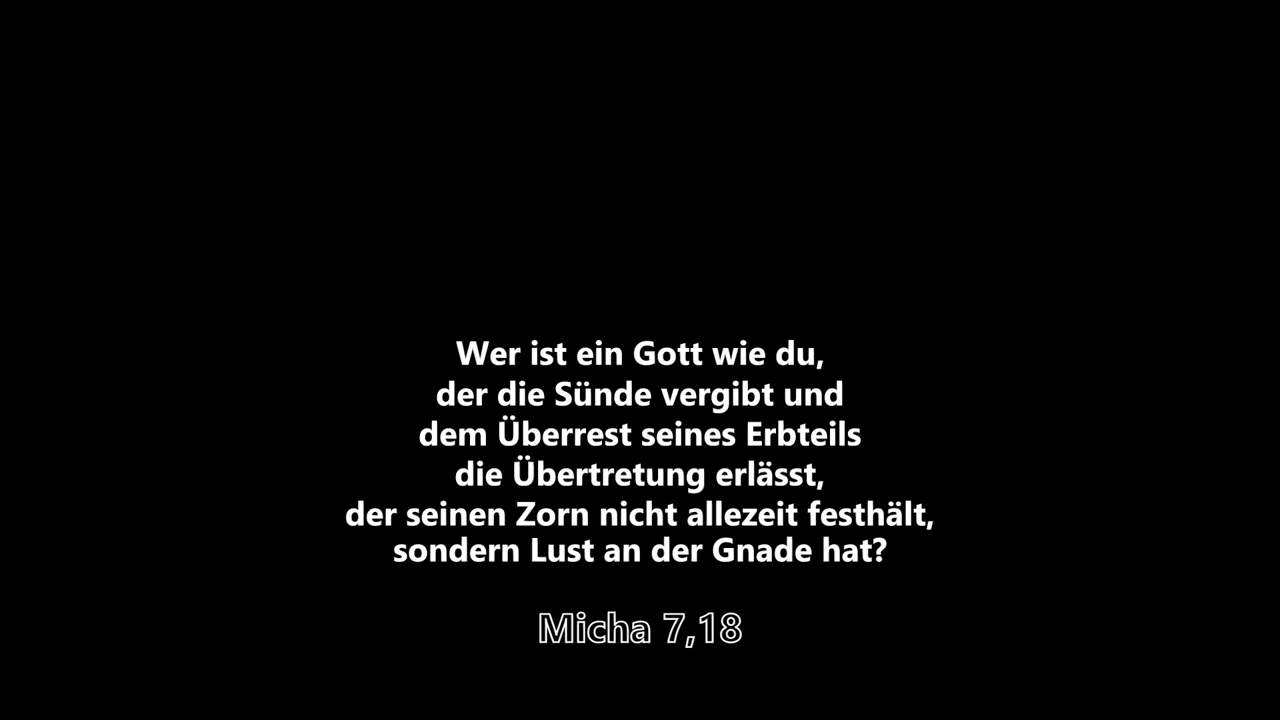 Wer ist ein Gott wie du,
der die Sünde vergibt und
dem Überrest seines Erbteils
die Übertretung erlässt,
der seinen Zorn nicht allezeit festhält,
sondern Lust an der Gnade hat?
Micha 7,18